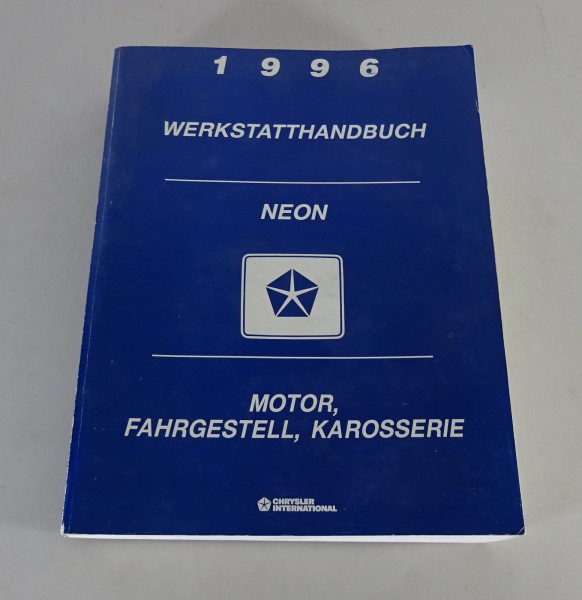 1996
WERKSTATTHANDBUCH
NEON
MOTOR,
FAHRGESTELL, KAROSSERIE
CHRYSLER
INTERNATIONAL